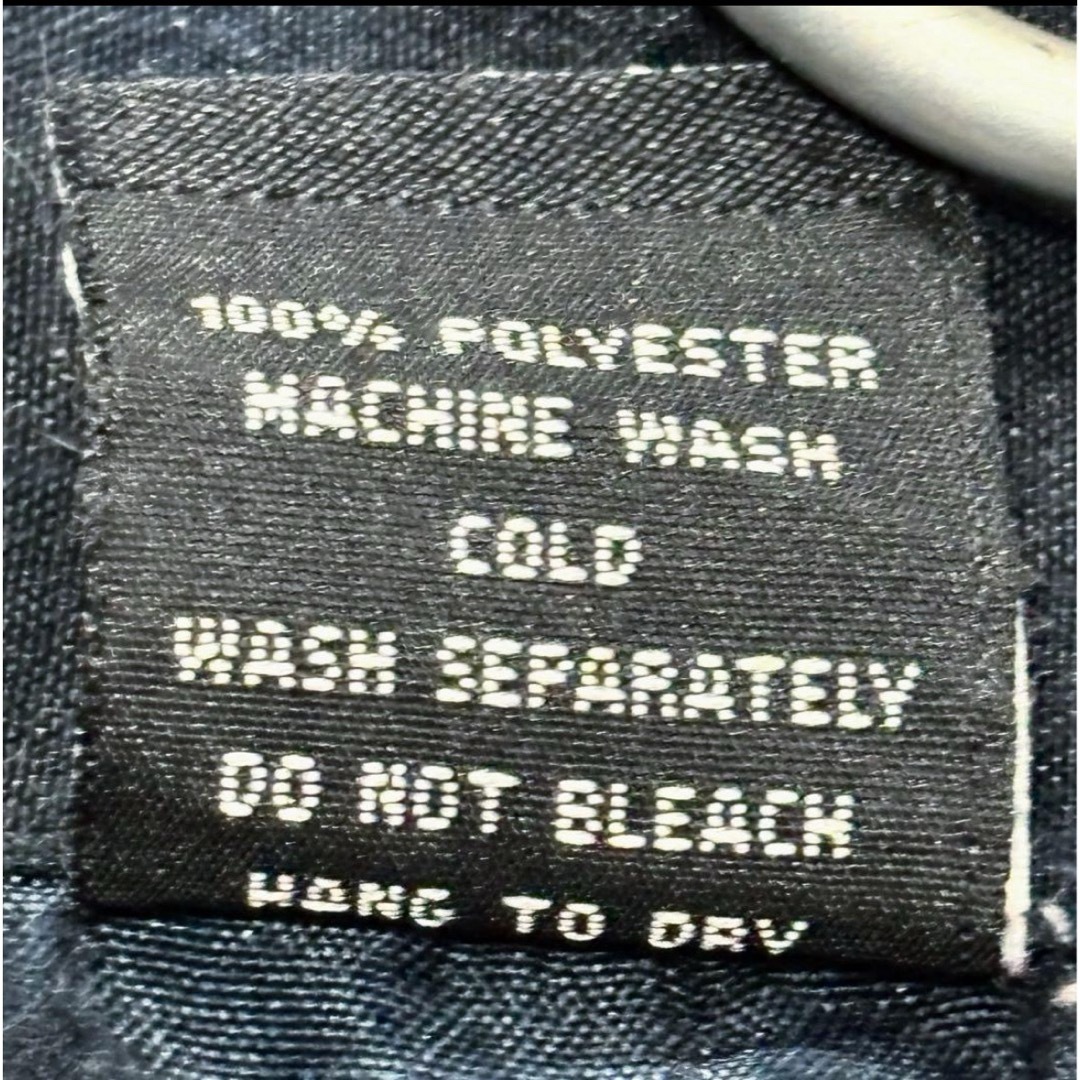 100% POLYESTER
MACHINE WASH
COLD
WASH SEPARATELY
DO NOT BLEACH
HANG TO DRY